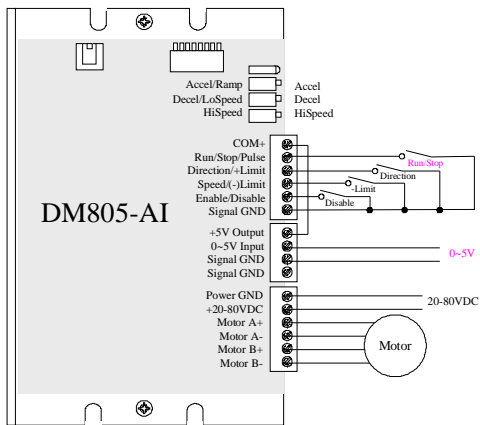 Accel/Ramp Accel
Decel/LoSpeed Decel
HiSpeed HiSpeed
COM+
Run/Stop/Pulse Run/Stop
Direction/+Limit Direction
Speed/(-)Limit -Limit
Enable/Disable Disable
Signal GND
DM805-AI
+5V Output
0~5V Input
Signal GND 0~5V
Signal GND
Power GND 20-80VDC
+20-80VDC
Motor A+
Motor A- Motor
Motor B+
Motor B-